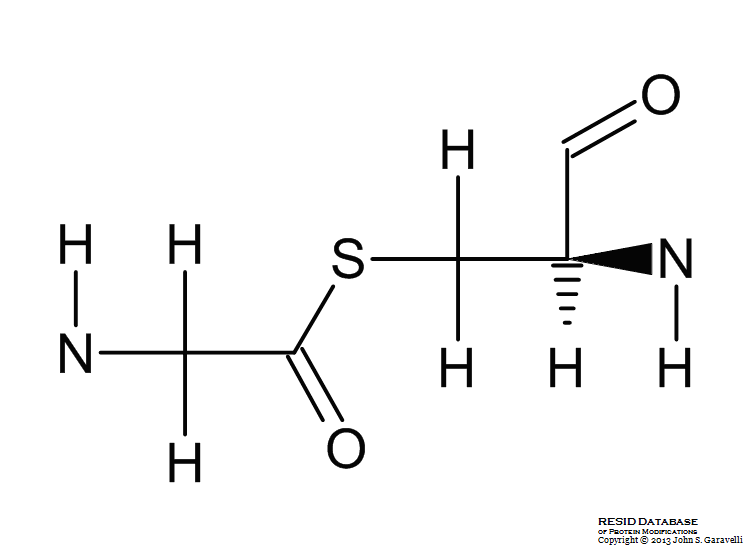 O
H
H H S N
N H H H
O
H
RESID DATABASE
OF PROTEIN MODIFICATIONS
Copyright © 2013 John S. Garavelli